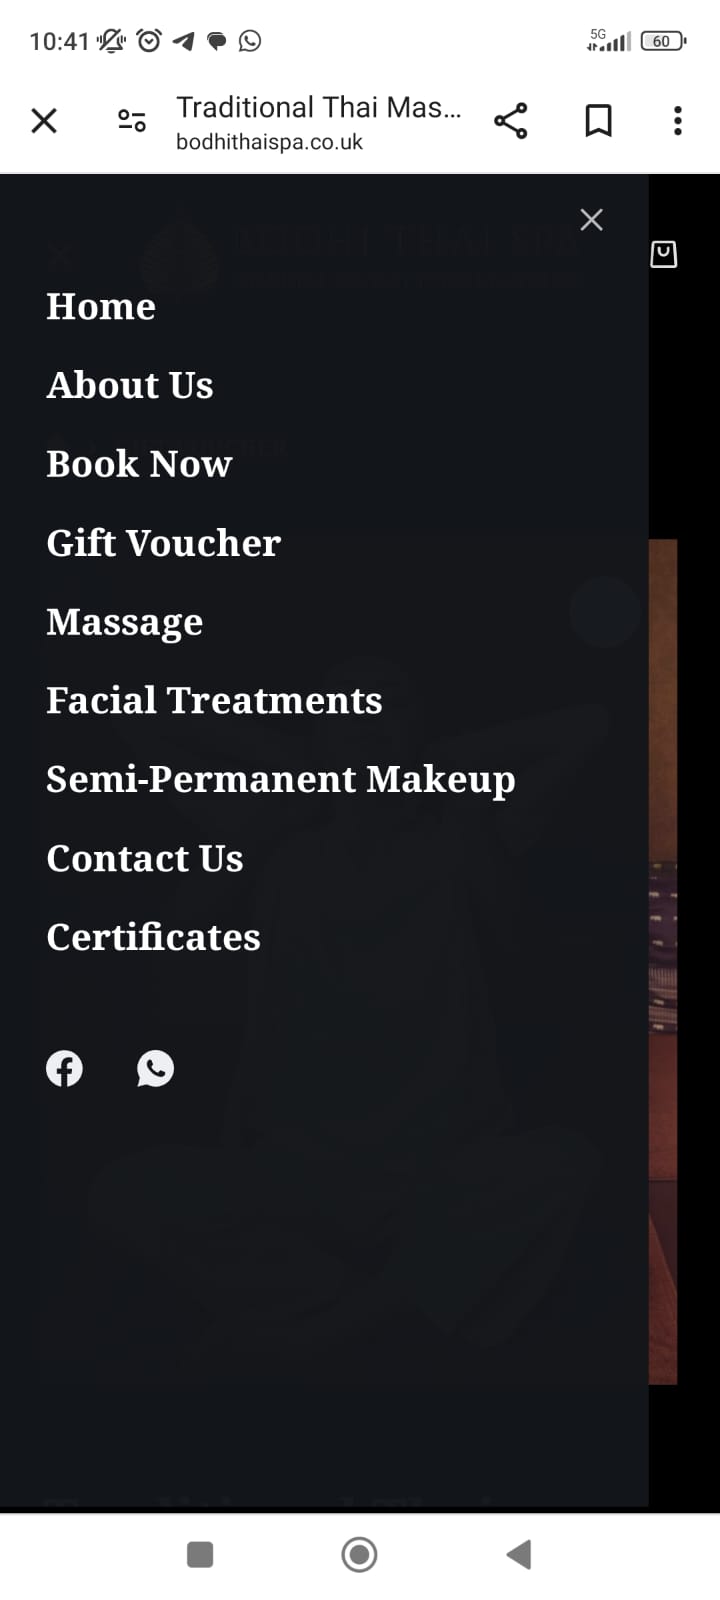 10:41
5G
60
Traditional Thai Mas...
bodhithaispa.co.uk
Home
About Us
Book Now
Gift Voucher
Massage
Facial Treatments
Semi-Permanent Makeup
Contact Us
Certificates